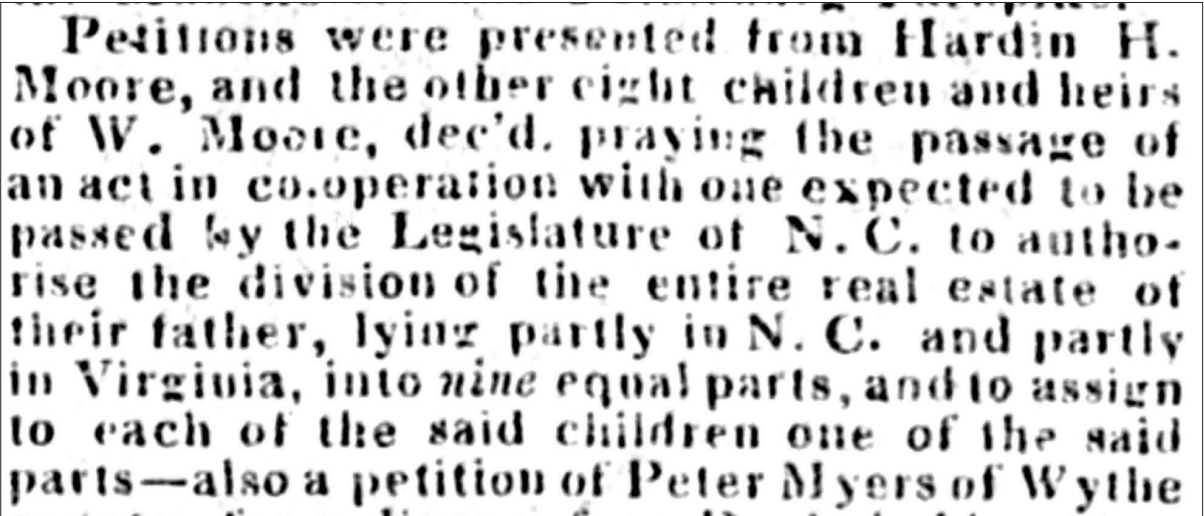 Petitions were presented from Hardin H.
Moore, and the other eight children and heirs
of W. Moore, dec'd. praying the passage of
an act in co.operation with one expected to be
passed by the Legislature of N. C. to autho-
rise the division of the entire real estate of
their father, lying partly in N. C. and partly
in Virginia, into nine equal parts, and to assign
to each of the said children one of the said
parts—also a petition of Peter Myers of Wythe